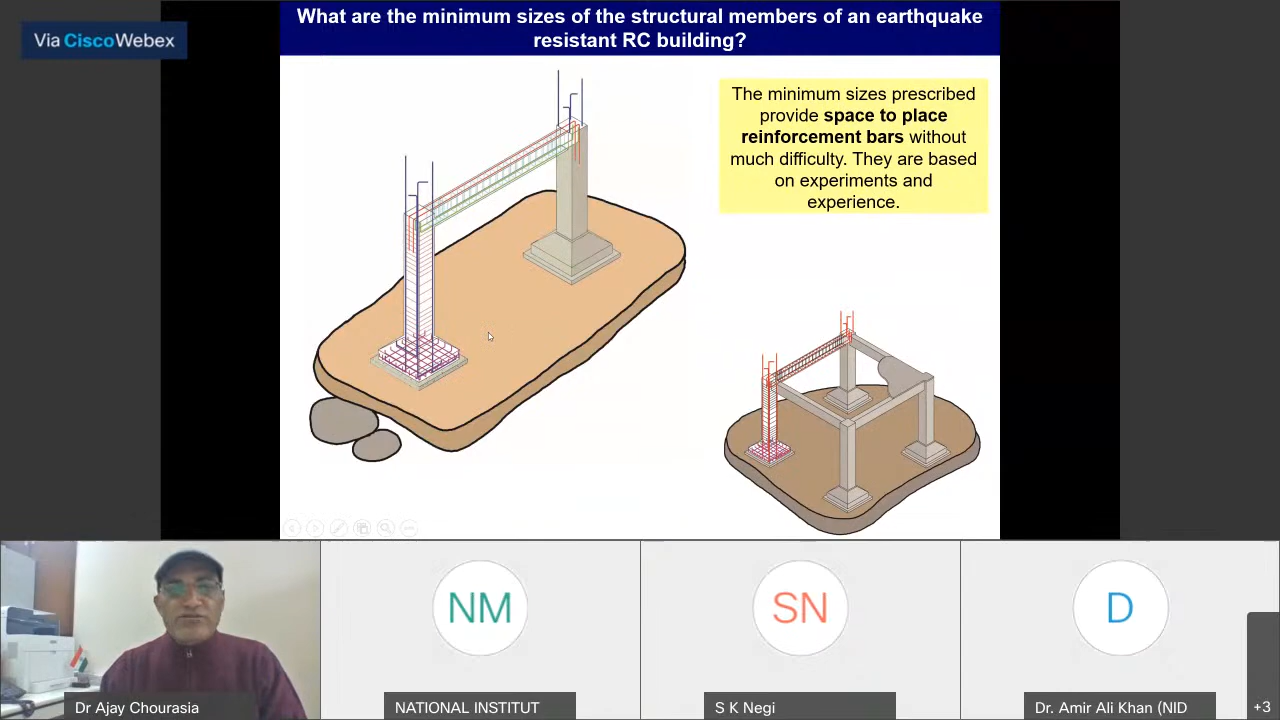 Via CiscoWebex
What are the minimum sizes of the structural members of an earthquake
resistant RC building?
The minimum sizes prescribed
provide space to place
reinforcement bars without
much difficulty. They are based
on experiments and
experience.
NM
SN
D
Dr Ajay Chourasia
NATIONAL INSTITUT
S K Negi
Dr. Amir Ali Khan (NID
+3